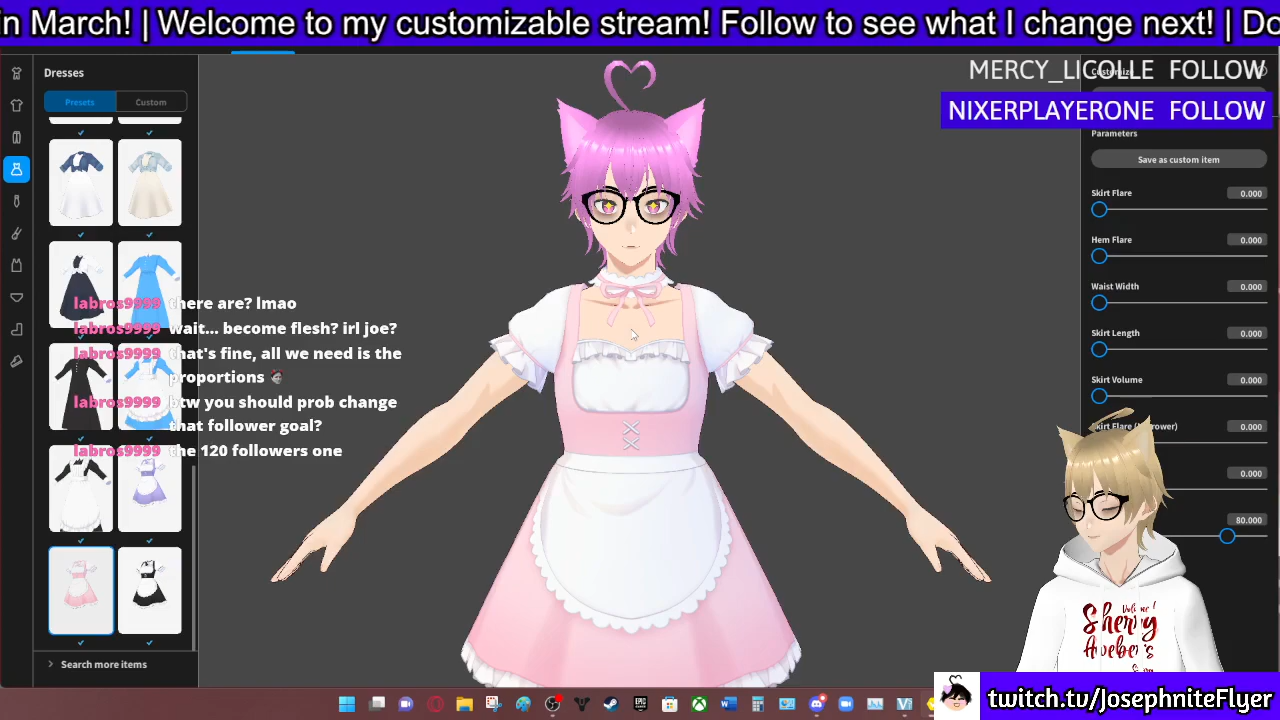 in March! | Welcome to my customizable stream! Follow to see what I change next! | Do
Dresses
Presets Custom
labros9999 there are? lmao
labros9999 wait... become flesh? irl joe?
labros9999 that's fine, all we need is the
proportions
labros9999 btw you should prob change
that follower goal?
labros9999 the 120 followers one
Search more items
MERCY_LICOLLE FOLLOW
NIXERPLAYERONE FOLLOW
Parameters
Save as custom item
Skirt Flare 0.000
Hem Flare 0.000
Waist Width 0.000
Skirt Length 0.000
Skirt Volume 0.000
Skirt Flare 0.000
0.000
80.000
Sherry
twitch.tv/JosephniteFlyer